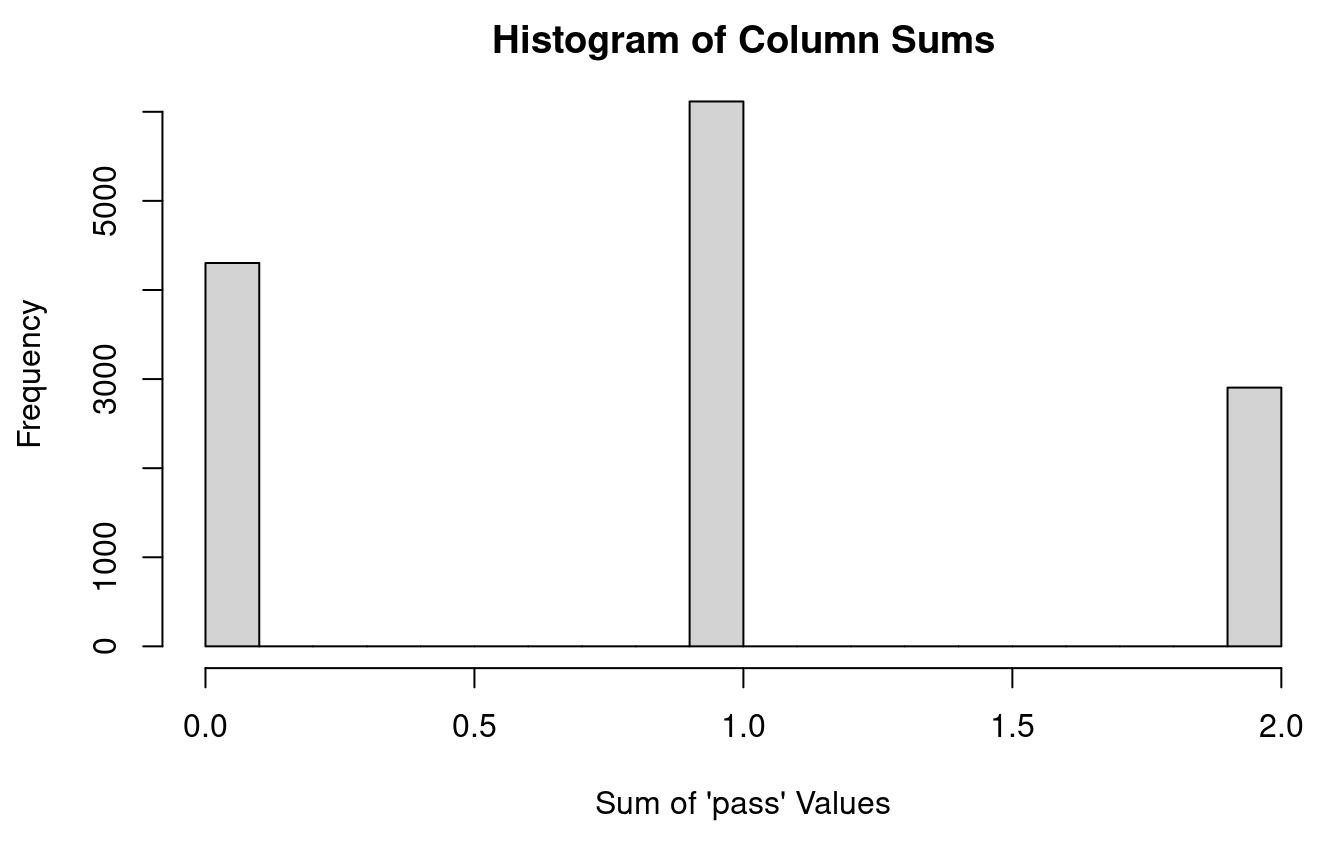 Histogram of Column Sums
Frequency
5000
3000
1000
0
0.0 0.5 1.0 1.5 2.0
Sum of 'pass' Values